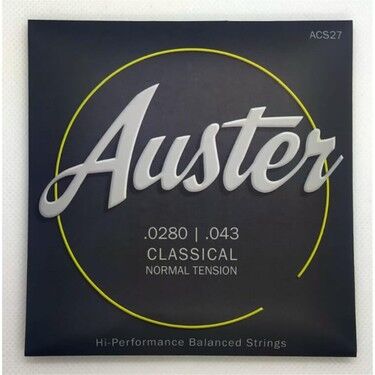 ACS27
Auster
.0280 | .043
CLASSICAL
NORMAL TENSION
Hi-Performance Balanced Strings